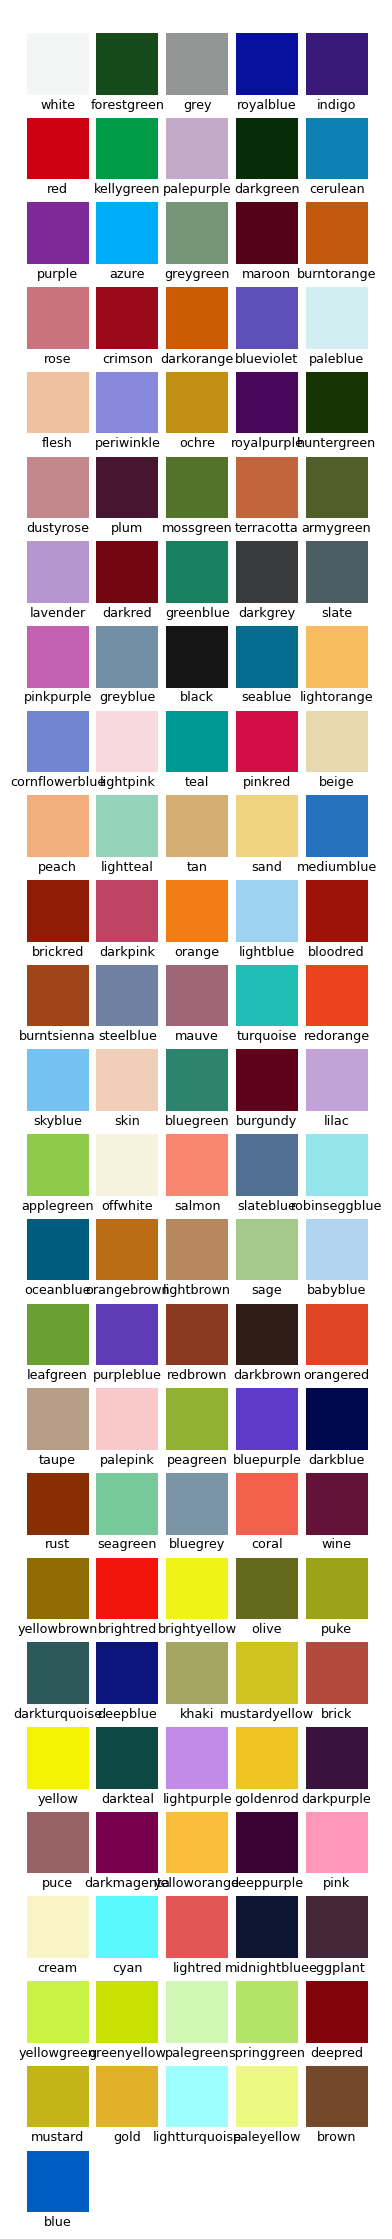 white forestgreen grey royalblue indigo
red kellygreen palepurple darkgreen cerulean
purple azure greygreen maroon burntorange
rose crimson darkorange blueviolet paleblue
flesh periwinkle ochre royalpurple huntergreen
dustyrose plum mossgreen terracotta armygreen
lavender darkred greenblue darkgrey slate
pinkpurple greyblue black seablue lightorange
cornflowerblue lightpink teal pinkred beige
peach lightteal tan sand mediumblue
brickred darkpink orange lightblue bloodred
burntsienna steelblue mauve turquoise redorange
skyblue skin bluegreen burgundy lilac
applegreen offwhite salmon slateblue robinseggblue
oceanblue orangebrown lightbrown sage babyblue
leafgreen purpleblue redbrown darkbrown orangered
taupe palepink peagreen bluepurple darkblue
rust seagreen bluegrey coral wine
yellowbrown brightred brightyellow olive puke
darkturquoise deepblue khaki mustardyellow brick
yellow darkteal lightpurple goldenrod darkpurple
puce darkmagenta yelloworange deeppurple pink
cream cyan lightred midnightblue eggplant
yellowgreen greenyellow palegreen springgreen deepred
mustard gold lightturquoise paleyellow brown
blue